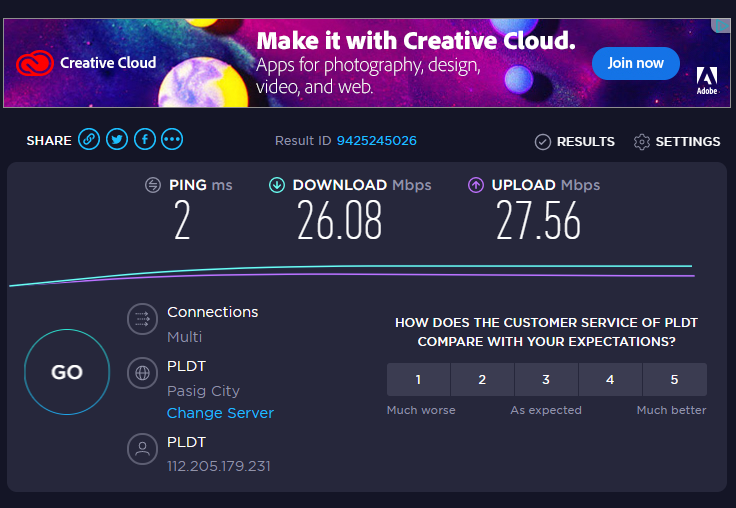 Creative Cloud
Make it with Creative Cloud.
Apps for photography, design,
video, and web.
Join now
Adobe
SHARE
Result ID 9425245026
RESULTS
SETTINGS
PING ms
2
DOWNLOAD Mbps
26.08
UPLOAD Mbps
27.56
GO
Connections
Multi
PLDT
Pasig City
Change Server
PLDT
112.205.179.231
HOW DOES THE CUSTOMER SERVICE OF PLDT
COMPARE WITH YOUR EXPECTATIONS?
1 2 3 4 5
Much worse As expected Much better